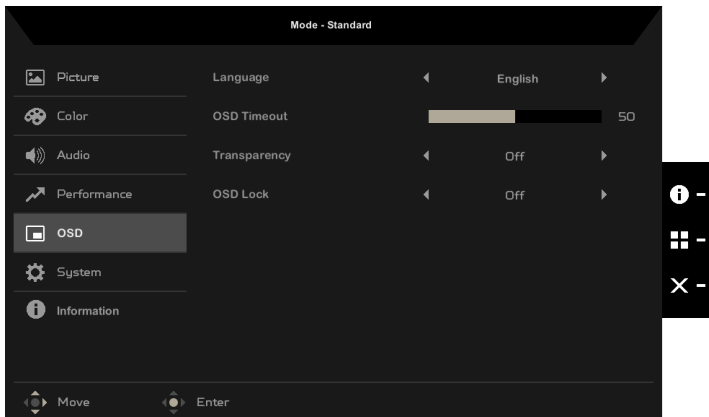 Mode - Standard
Picture
Language English
Color
OSD Timeout 50
Audio
Transparency Off
Performance
OSD Lock Off
OSD
System
Information
Move Enter